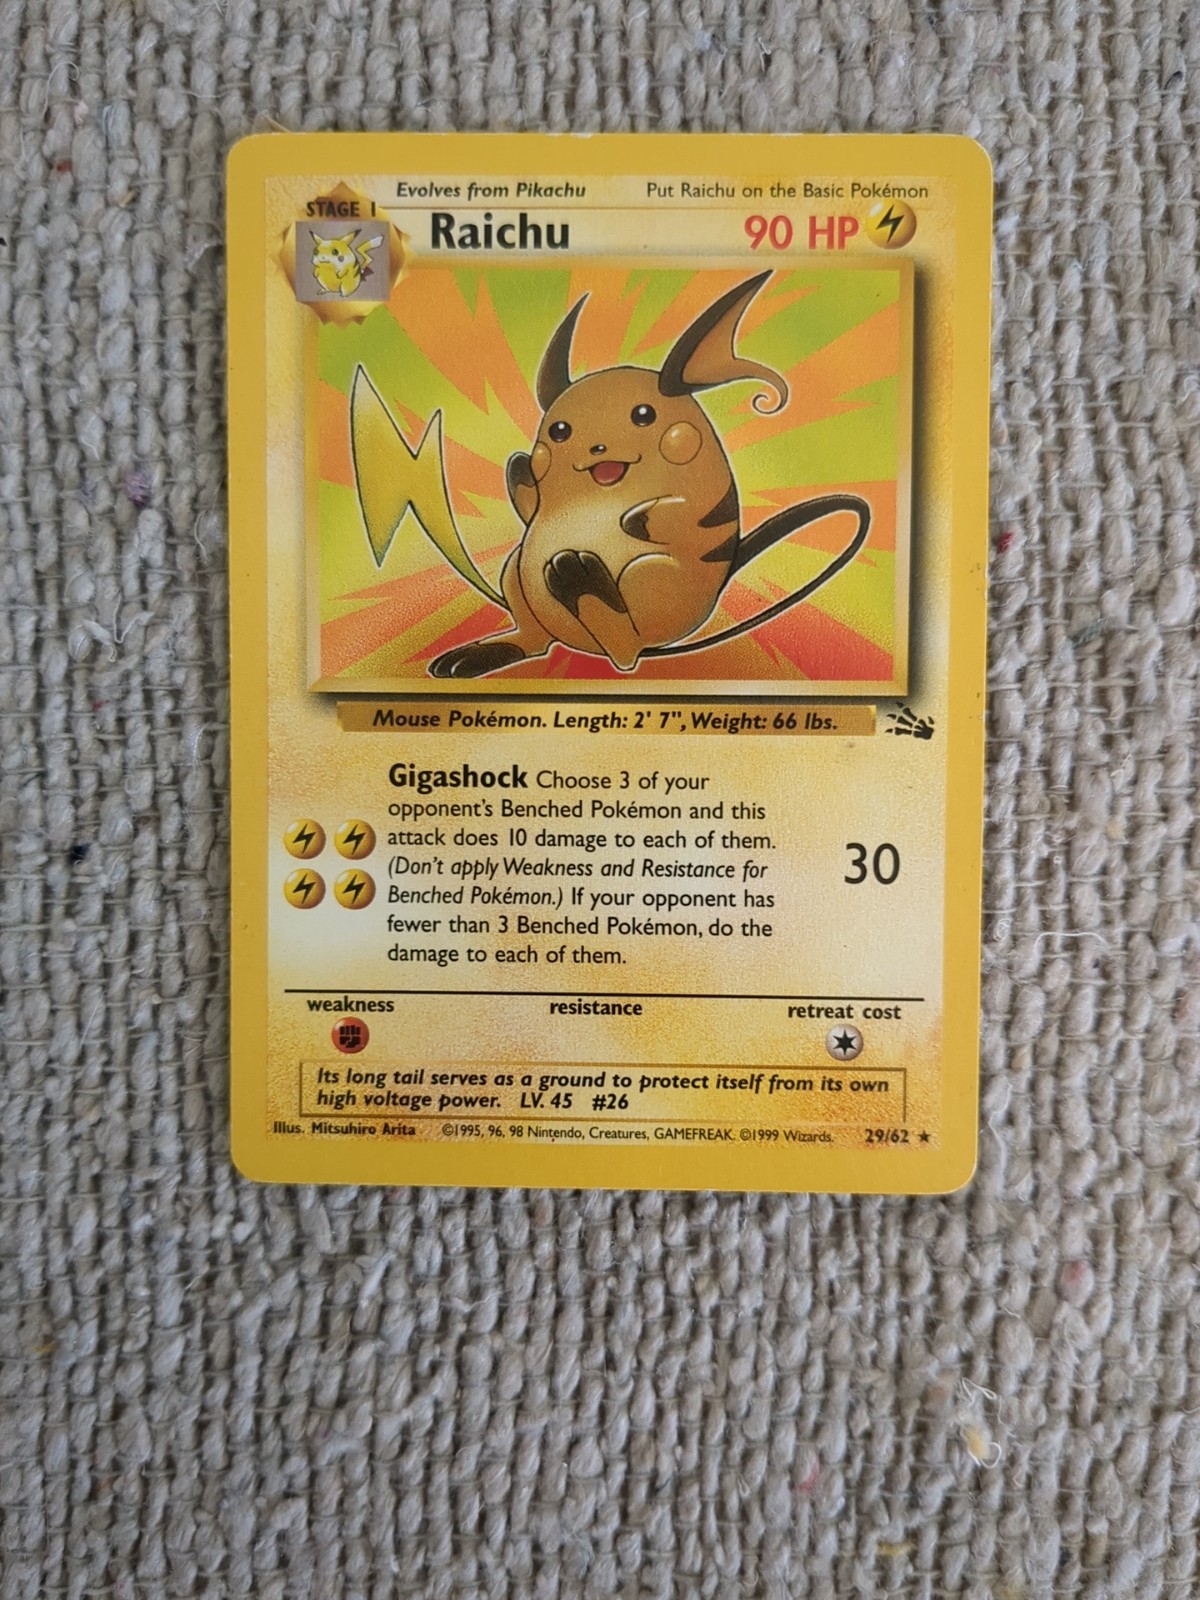 Evolves from Pikachu Put Raichu on the Basic Pokémon
STAGE 1
Raichu 90 HP
Mouse Pokémon. Length: 2' 7", Weight: 66 lbs.
Gigashock Choose 3 of your
opponent's Benched Pokémon and this
attack does 10 damage to each of them.
(Don't apply Weakness and Resistance for
Benched Pokémon.) If your opponent has
fewer than 3 Benched Pokémon, do the
damage to each of them.
30
weakness resistance retreat cost
Its long tail serves as a ground to protect itself from its own
high voltage power. LV. 45 #26
Illus. Mitsuhiro Arita ©1995, 96, 98 Nintendo, Creatures, GAMEFREAK. ©1999 Wizards. 29/62 ★